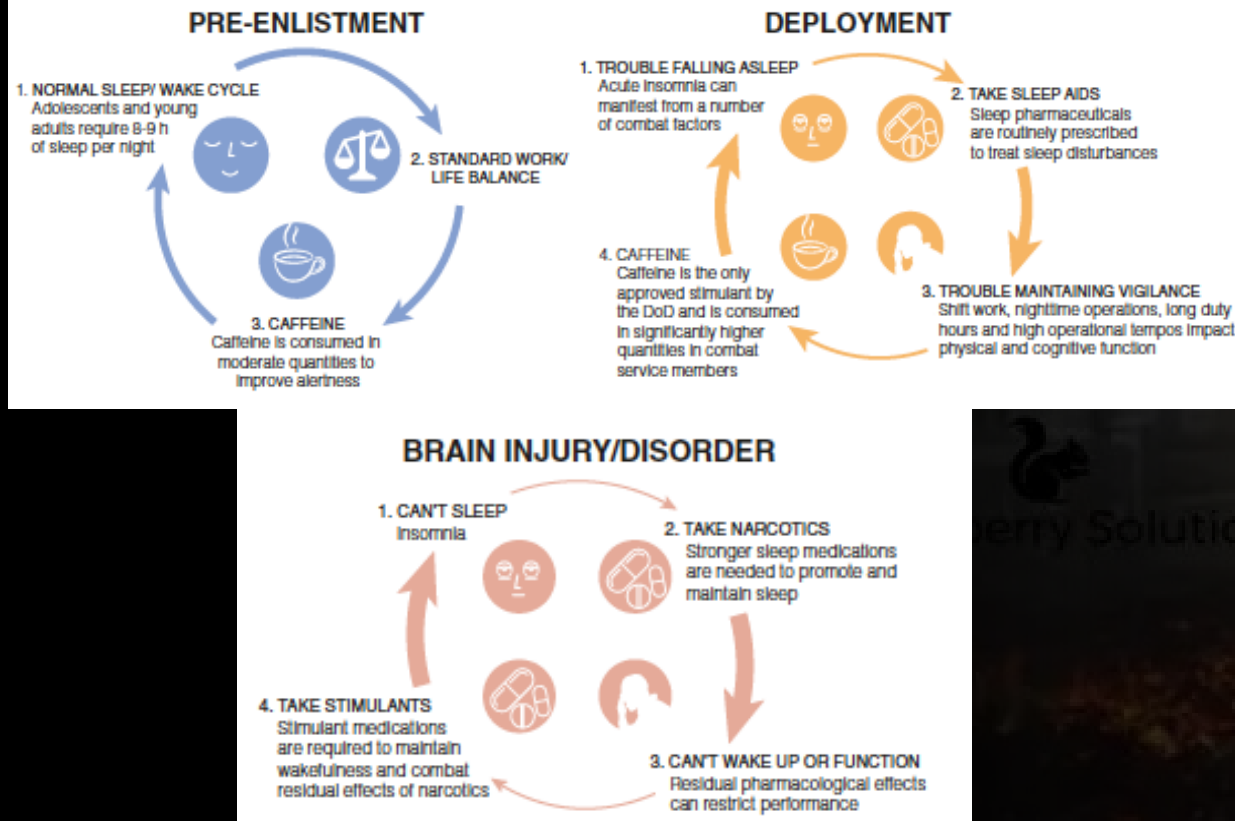 PRE-ENLISTMENT
1. NORMAL SLEEP/ WAKE CYCLE
Adolescents and young
adults require 8-9 h
of sleep per night
2. STANDARD WORK/
LIFE BALANCE
3. CAFFEINE
Caffeine is consumed in
moderate quantities to
improve alertness
DEPLOYMENT
1. TROUBLE FALLING ASLEEP
Acute insomnia can
manifest from a number
of combat factors
2. TAKE SLEEP AIDS
Sleep pharmaceuticals
are routinely prescribed
to treat sleep disturbances
3. TROUBLE MAINTAINING VIGILANCE
Shift work, nighttime operations, long duty
hours and high operational tempos impact
physical and cognitive function
4. CAFFEINE
Caffeine is the only
approved stimulant by
the DoD and is consumed
in significantly higher
quantities in combat
service members
BRAIN INJURY/DISORDER
1. CAN'T SLEEP
Insomnia
2. TAKE NARCOTICS
Stronger sleep medications
are needed to promote and
maintain sleep
3. CAN'T WAKE UP OR FUNCTION
Residual pharmacological effects
can restrict performance
4. TAKE STIMULANTS
Stimulant medications
are required to maintain
wakefulness and combat
residual effects of narcotics
erry Soluti